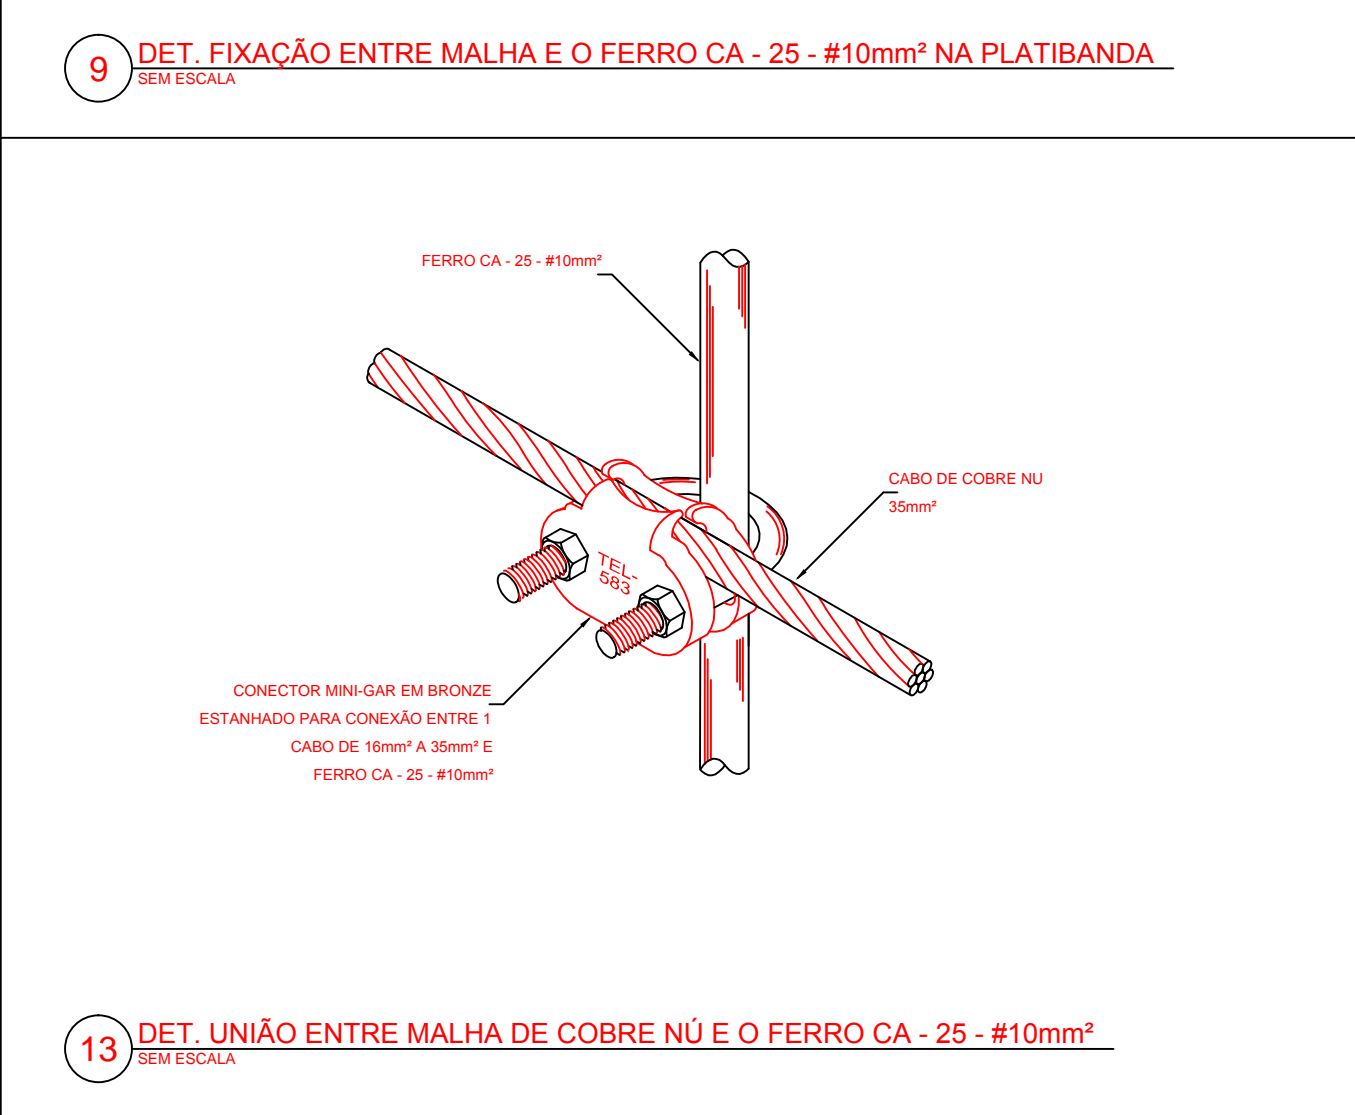 9
DET. FIXAÇÃO ENTRE MALHA E O FERRO CA - 25 - #10mm² NA PLATIBANDA
SEM ESCALA
FERRO CA - 25 - #10mm²
CABO DE COBRE NU
35mm²
TEL-
583
CONECTOR MINI-GAR EM BRONZE
ESTANHADO PARA CONEXÃO ENTRE 1
CABO DE 16mm² A 35mm² E
FERRO CA - 25 - #10mm²
13
DET. UNIÃO ENTRE MALHA DE COBRE NÚ E O FERRO CA - 25 - #10mm²
SEM ESCALA